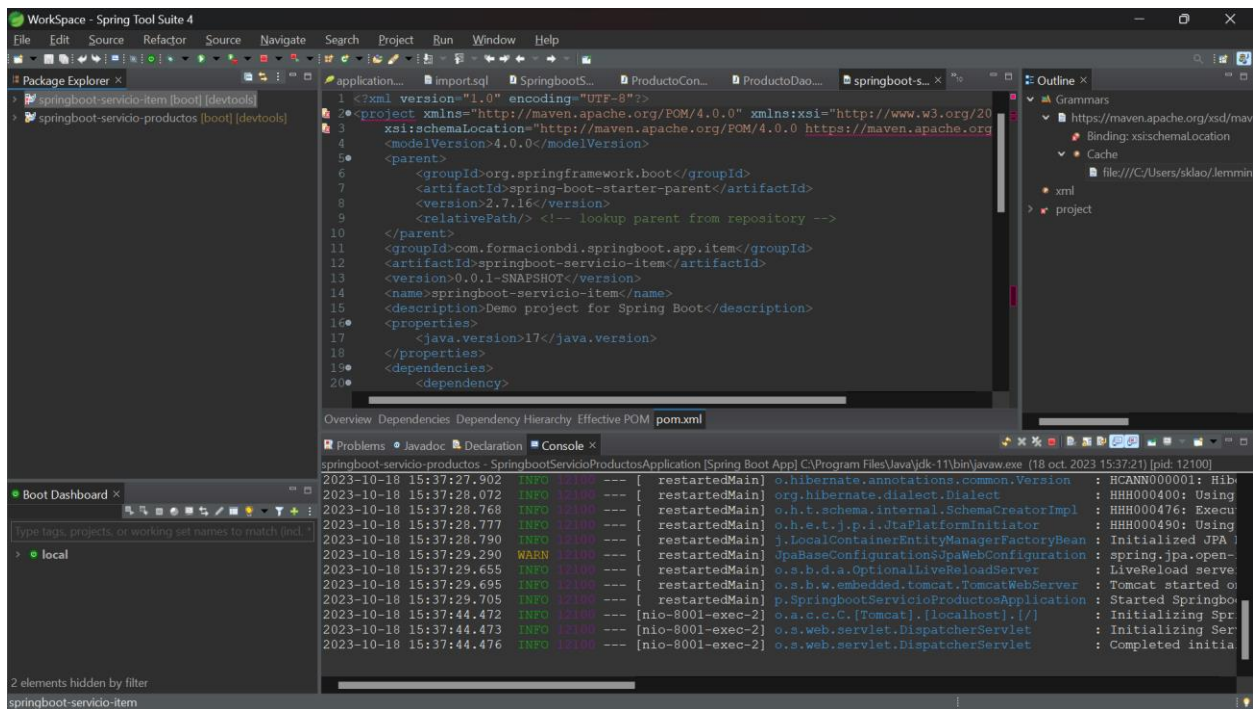 WorkSpace - Spring Tool Suite 4
File Edit Source Refactor Source Navigate Search Project Run Window Help
Package Explorer
springboot-servicio-item [boot] [devtools]
springboot-servicio-productos [boot] [devtools]
application.... import.sql SpringbootS... ProductoCon... ProductoDao.... springboot-s... "10
1 <?xml version="1.0" encoding="UTF-8"?>
2 <project xmlns="http://maven.apache.org/POM/4.0.0" xmlns:xsi="http://www.w3.org/20
3 xsi:schemaLocation="http://maven.apache.org/POM/4.0.0 https://maven.apache.org
4 <modelVersion>4.0.0</modelVersion>
5 <parent>
6 <groupId>org.springframework.boot</groupId>
7 <artifactId>spring-boot-starter-parent</artifactId>
8 <version>2.7.16</version>
9 <relativePath/> <!-- lookup parent from repository -->
10 </parent>
11 <groupId>com.formacionbdi.springboot.app.item</groupId>
12 <artifactId>springboot-servicio-item</artifactId>
13 <version>0.0.1-SNAPSHOT</version>
14 <name>springboot-servicio-item</name>
15 <description>Demo project for Spring Boot</description>
16 <properties>
17 <java.version>17</java.version>
18 </properties>
19 <dependencies>
20 <dependency>
Overview Dependencies Dependency Hierarchy Effective POM pom.xml
Outline
Grammars
https://maven.apache.org/xsd/mav
Binding: xsi:schemaLocation
Cache
file:///C:/Users/sklao/.lemmin
xml
project
Problems Javadoc Declaration Console
springboot-servicio-productos - SpringbootServicioProductosApplication [Spring Boot App] C:\Program Files\Java\jdk-11\bin\javaw.exe (18 oct. 2023 15:37:21) [pid: 12100]
2023-10-18 15:37:27.902 INFO 12100 --- [ restartedMain] o.hibernate.annotations.common.Version : HCANN000001: Hib
2023-10-18 15:37:28.072 INFO 12100 --- [ restartedMain] org.hibernate.dialect.Dialect : HHH000400: Using
2023-10-18 15:37:28.768 INFO 12100 --- [ restartedMain] o.h.t.schema.internal.SchemaCreatorImpl : HHH000476: Execu
2023-10-18 15:37:28.777 INFO 12100 --- [ restartedMain] o.h.e.t.j.p.i.JtaPlatformInitiator : HHH000490: Using
2023-10-18 15:37:28.790 INFO 12100 --- [ restartedMain] j.LocalContainerEntityManagerFactoryBean : Initialized JPA
2023-10-18 15:37:29.290 WARN 12100 --- [ restartedMain] JpaBaseConfiguration$JpaWebConfiguration : spring.jpa.open-
2023-10-18 15:37:29.655 INFO 12100 --- [ restartedMain] o.s.b.d.a.OptionalLiveReloadServer : LiveReload serve
2023-10-18 15:37:29.695 INFO 12100 --- [ restartedMain] o.s.b.w.embedded.tomcat.TomcatWebServer : Tomcat started o
2023-10-18 15:37:29.705 INFO 12100 --- [ restartedMain] p.SpringbootServicioProductosApplication : Started Springbo
2023-10-18 15:37:44.472 INFO 12100 --- [nio-8001-exec-2] o.a.c.c.C.[Tomcat].[localhost].[/] : Initializing Spr
2023-10-18 15:37:44.473 INFO 12100 --- [nio-8001-exec-2] o.s.web.servlet.DispatcherServlet : Initializing Ser
2023-10-18 15:37:44.476 INFO 12100 --- [nio-8001-exec-2] o.s.web.servlet.DispatcherServlet : Completed initia
Boot Dashboard
Type tags, projects, or working set names to match (incl. *
local
2 elements hidden by filter
springboot-servicio-item